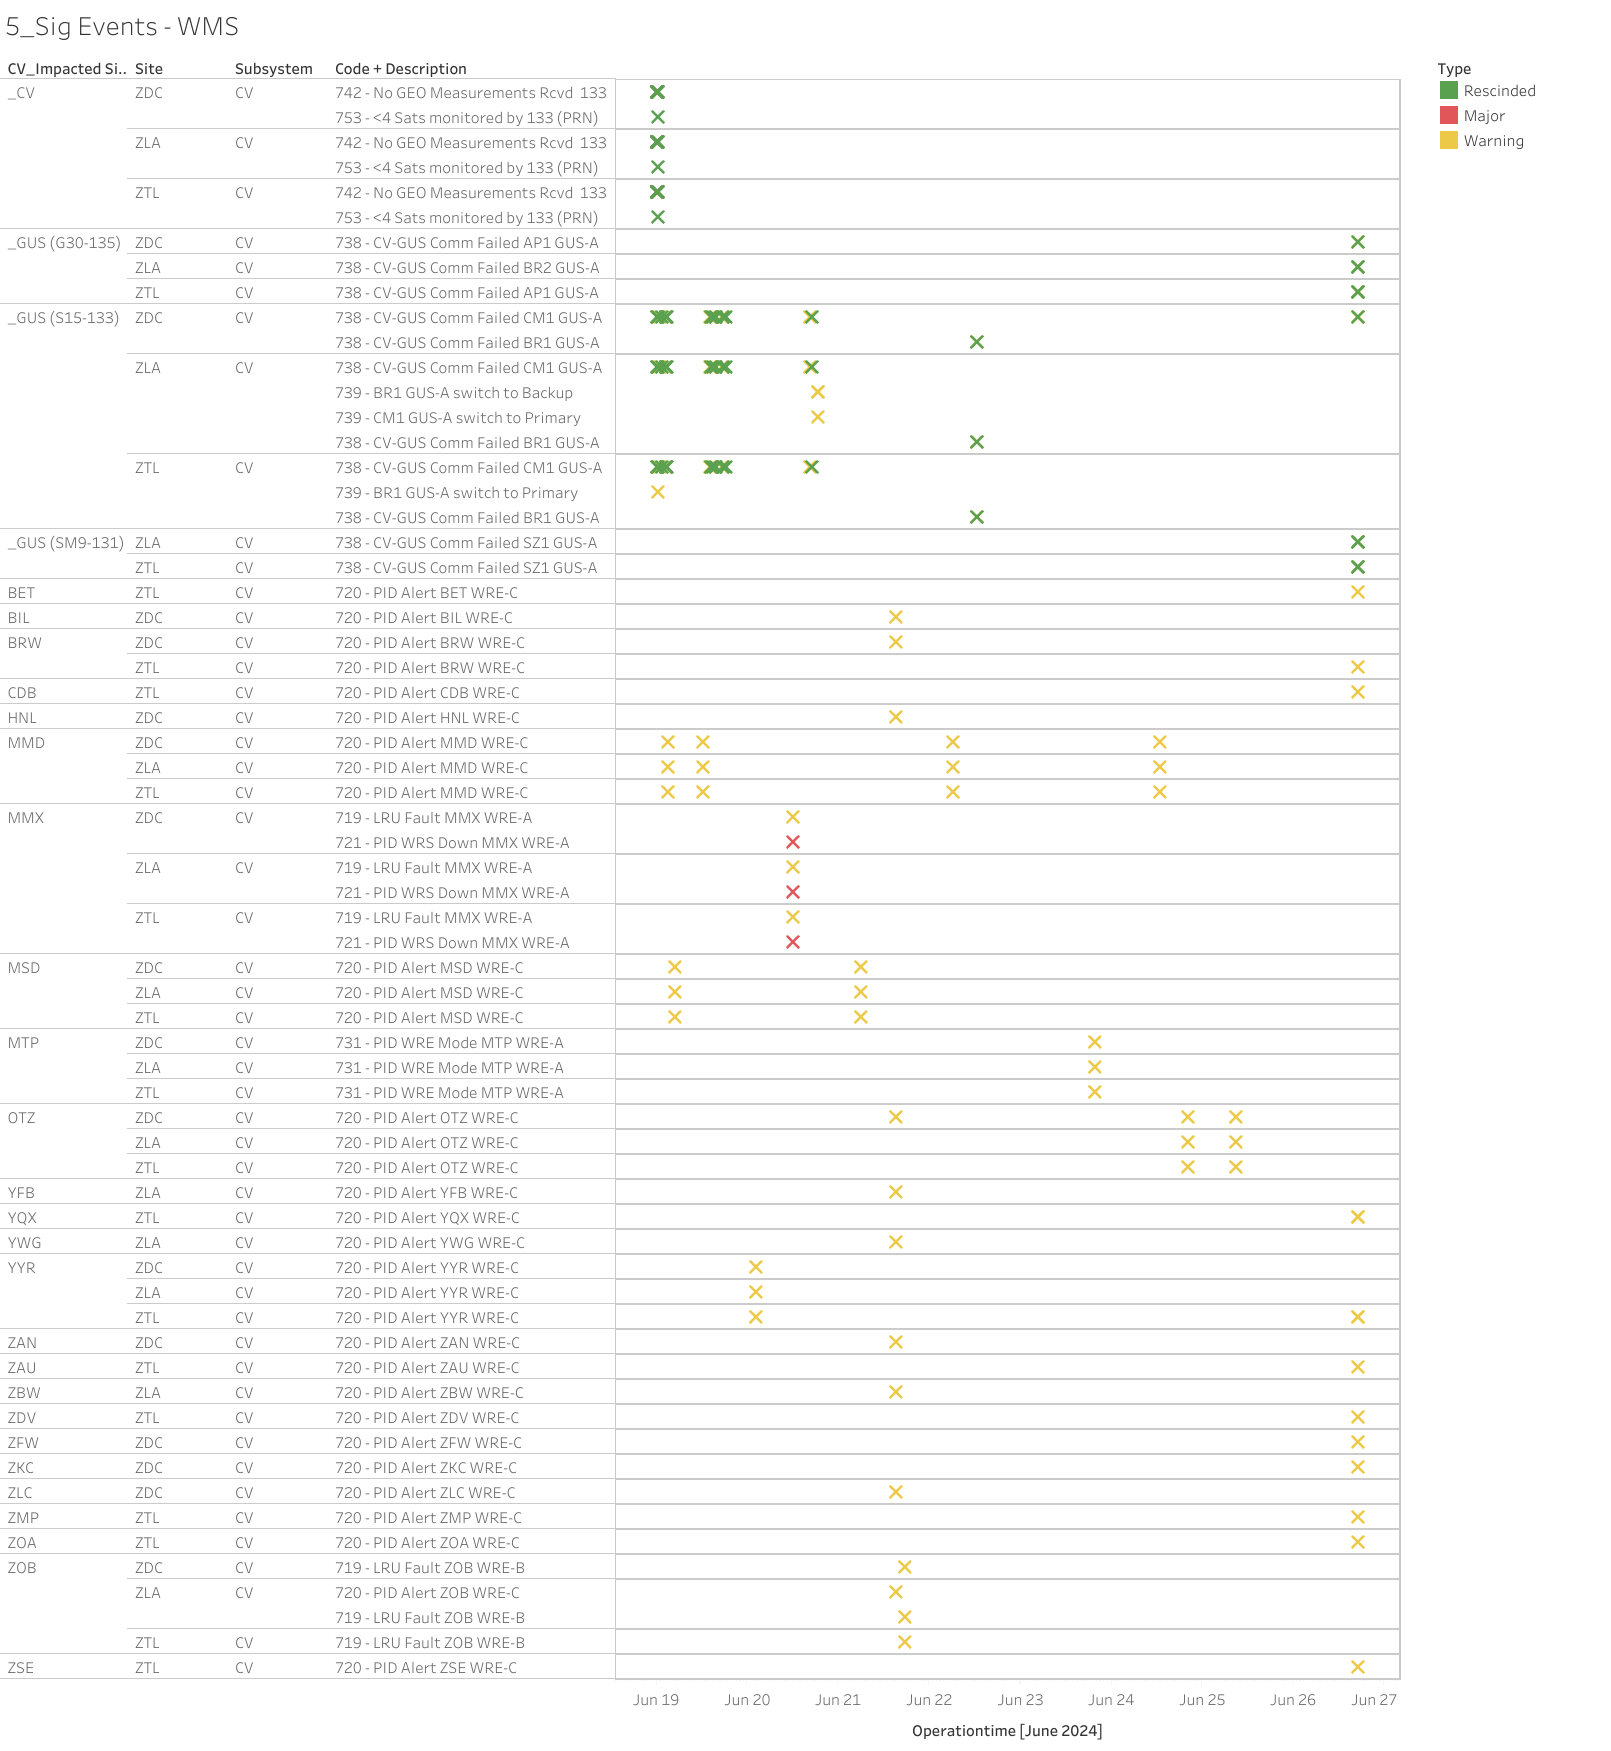 5_Sig Events - WMS
CV_Impacted Si.. Site Subsystem Code + Description
Type
Rescinded
Major
Warning
_CV ZDC CV 742 - No GEO Measurements Rcvd 133
753 - <4 Sats monitored by 133 (PRN)
ZLA CV 742 - No GEO Measurements Rcvd 133
753 - <4 Sats monitored by 133 (PRN)
ZTL CV 742 - No GEO Measurements Rcvd 133
753 - <4 Sats monitored by 133 (PRN)
_GUS (G30-135) ZDC CV 738 - CV-GUS Comm Failed AP1 GUS-A
ZLA CV 738 - CV-GUS Comm Failed BR2 GUS-A
ZTL CV 738 - CV-GUS Comm Failed AP1 GUS-A
_GUS (S15-133) ZDC CV 738 - CV-GUS Comm Failed CM1 GUS-A
738 - CV-GUS Comm Failed BR1 GUS-A
ZLA CV 738 - CV-GUS Comm Failed CM1 GUS-A
739 - BR1 GUS-A switch to Backup
739 - CM1 GUS-A switch to Primary
738 - CV-GUS Comm Failed BR1 GUS-A
ZTL CV 738 - CV-GUS Comm Failed CM1 GUS-A
739 - BR1 GUS-A switch to Primary
738 - CV-GUS Comm Failed BR1 GUS-A
_GUS (SM9-131) ZLA CV 738 - CV-GUS Comm Failed SZ1 GUS-A
ZTL CV 738 - CV-GUS Comm Failed SZ1 GUS-A
BET ZTL CV 720 - PID Alert BET WRE-C
BIL ZDC CV 720 - PID Alert BIL WRE-C
BRW ZDC CV 720 - PID Alert BRW WRE-C
ZTL CV 720 - PID Alert BRW WRE-C
CDB ZTL CV 720 - PID Alert CDB WRE-C
HNL ZDC CV 720 - PID Alert HNL WRE-C
MMD ZDC CV 720 - PID Alert MMD WRE-C
ZLA CV 720 - PID Alert MMD WRE-C
ZTL CV 720 - PID Alert MMD WRE-C
MMX ZDC CV 719 - LRU Fault MMX WRE-A
721 - PID WRS Down MMX WRE-A
ZLA CV 719 - LRU Fault MMX WRE-A
721 - PID WRS Down MMX WRE-A
ZTL CV 719 - LRU Fault MMX WRE-A
721 - PID WRS Down MMX WRE-A
MSD ZDC CV 720 - PID Alert MSD WRE-C
ZLA CV 720 - PID Alert MSD WRE-C
ZTL CV 720 - PID Alert MSD WRE-C
MTP ZDC CV 731 - PID WRE Mode MTP WRE-A
ZLA CV 731 - PID WRE Mode MTP WRE-A
ZTL CV 731 - PID WRE Mode MTP WRE-A
OTZ ZDC CV 720 - PID Alert OTZ WRE-C
ZLA CV 720 - PID Alert OTZ WRE-C
ZTL CV 720 - PID Alert OTZ WRE-C
YFB ZLA CV 720 - PID Alert YFB WRE-C
YQX ZTL CV 720 - PID Alert YQX WRE-C
YWG ZLA CV 720 - PID Alert YWG WRE-C
YYR ZDC CV 720 - PID Alert YYR WRE-C
ZLA CV 720 - PID Alert YYR WRE-C
ZTL CV 720 - PID Alert YYR WRE-C
ZAN ZDC CV 720 - PID Alert ZAN WRE-C
ZAU ZTL CV 720 - PID Alert ZAU WRE-C
ZBW ZLA CV 720 - PID Alert ZBW WRE-C
ZDV ZTL CV 720 - PID Alert ZDV WRE-C
ZFW ZDC CV 720 - PID Alert ZFW WRE-C
ZKC ZDC CV 720 - PID Alert ZKC WRE-C
ZLC ZDC CV 720 - PID Alert ZLC WRE-C
ZMP ZTL CV 720 - PID Alert ZMP WRE-C
ZOA ZTL CV 720 - PID Alert ZOA WRE-C
ZOB ZDC CV 719 - LRU Fault ZOB WRE-B
ZLA CV 720 - PID Alert ZOB WRE-C
719 - LRU Fault ZOB WRE-B
ZTL CV 719 - LRU Fault ZOB WRE-B
ZSE ZTL CV 720 - PID Alert ZSE WRE-C
Jun 19 Jun 20 Jun 21 Jun 22 Jun 23 Jun 24 Jun 25 Jun 26 Jun 27
Operationtime [June 2024]